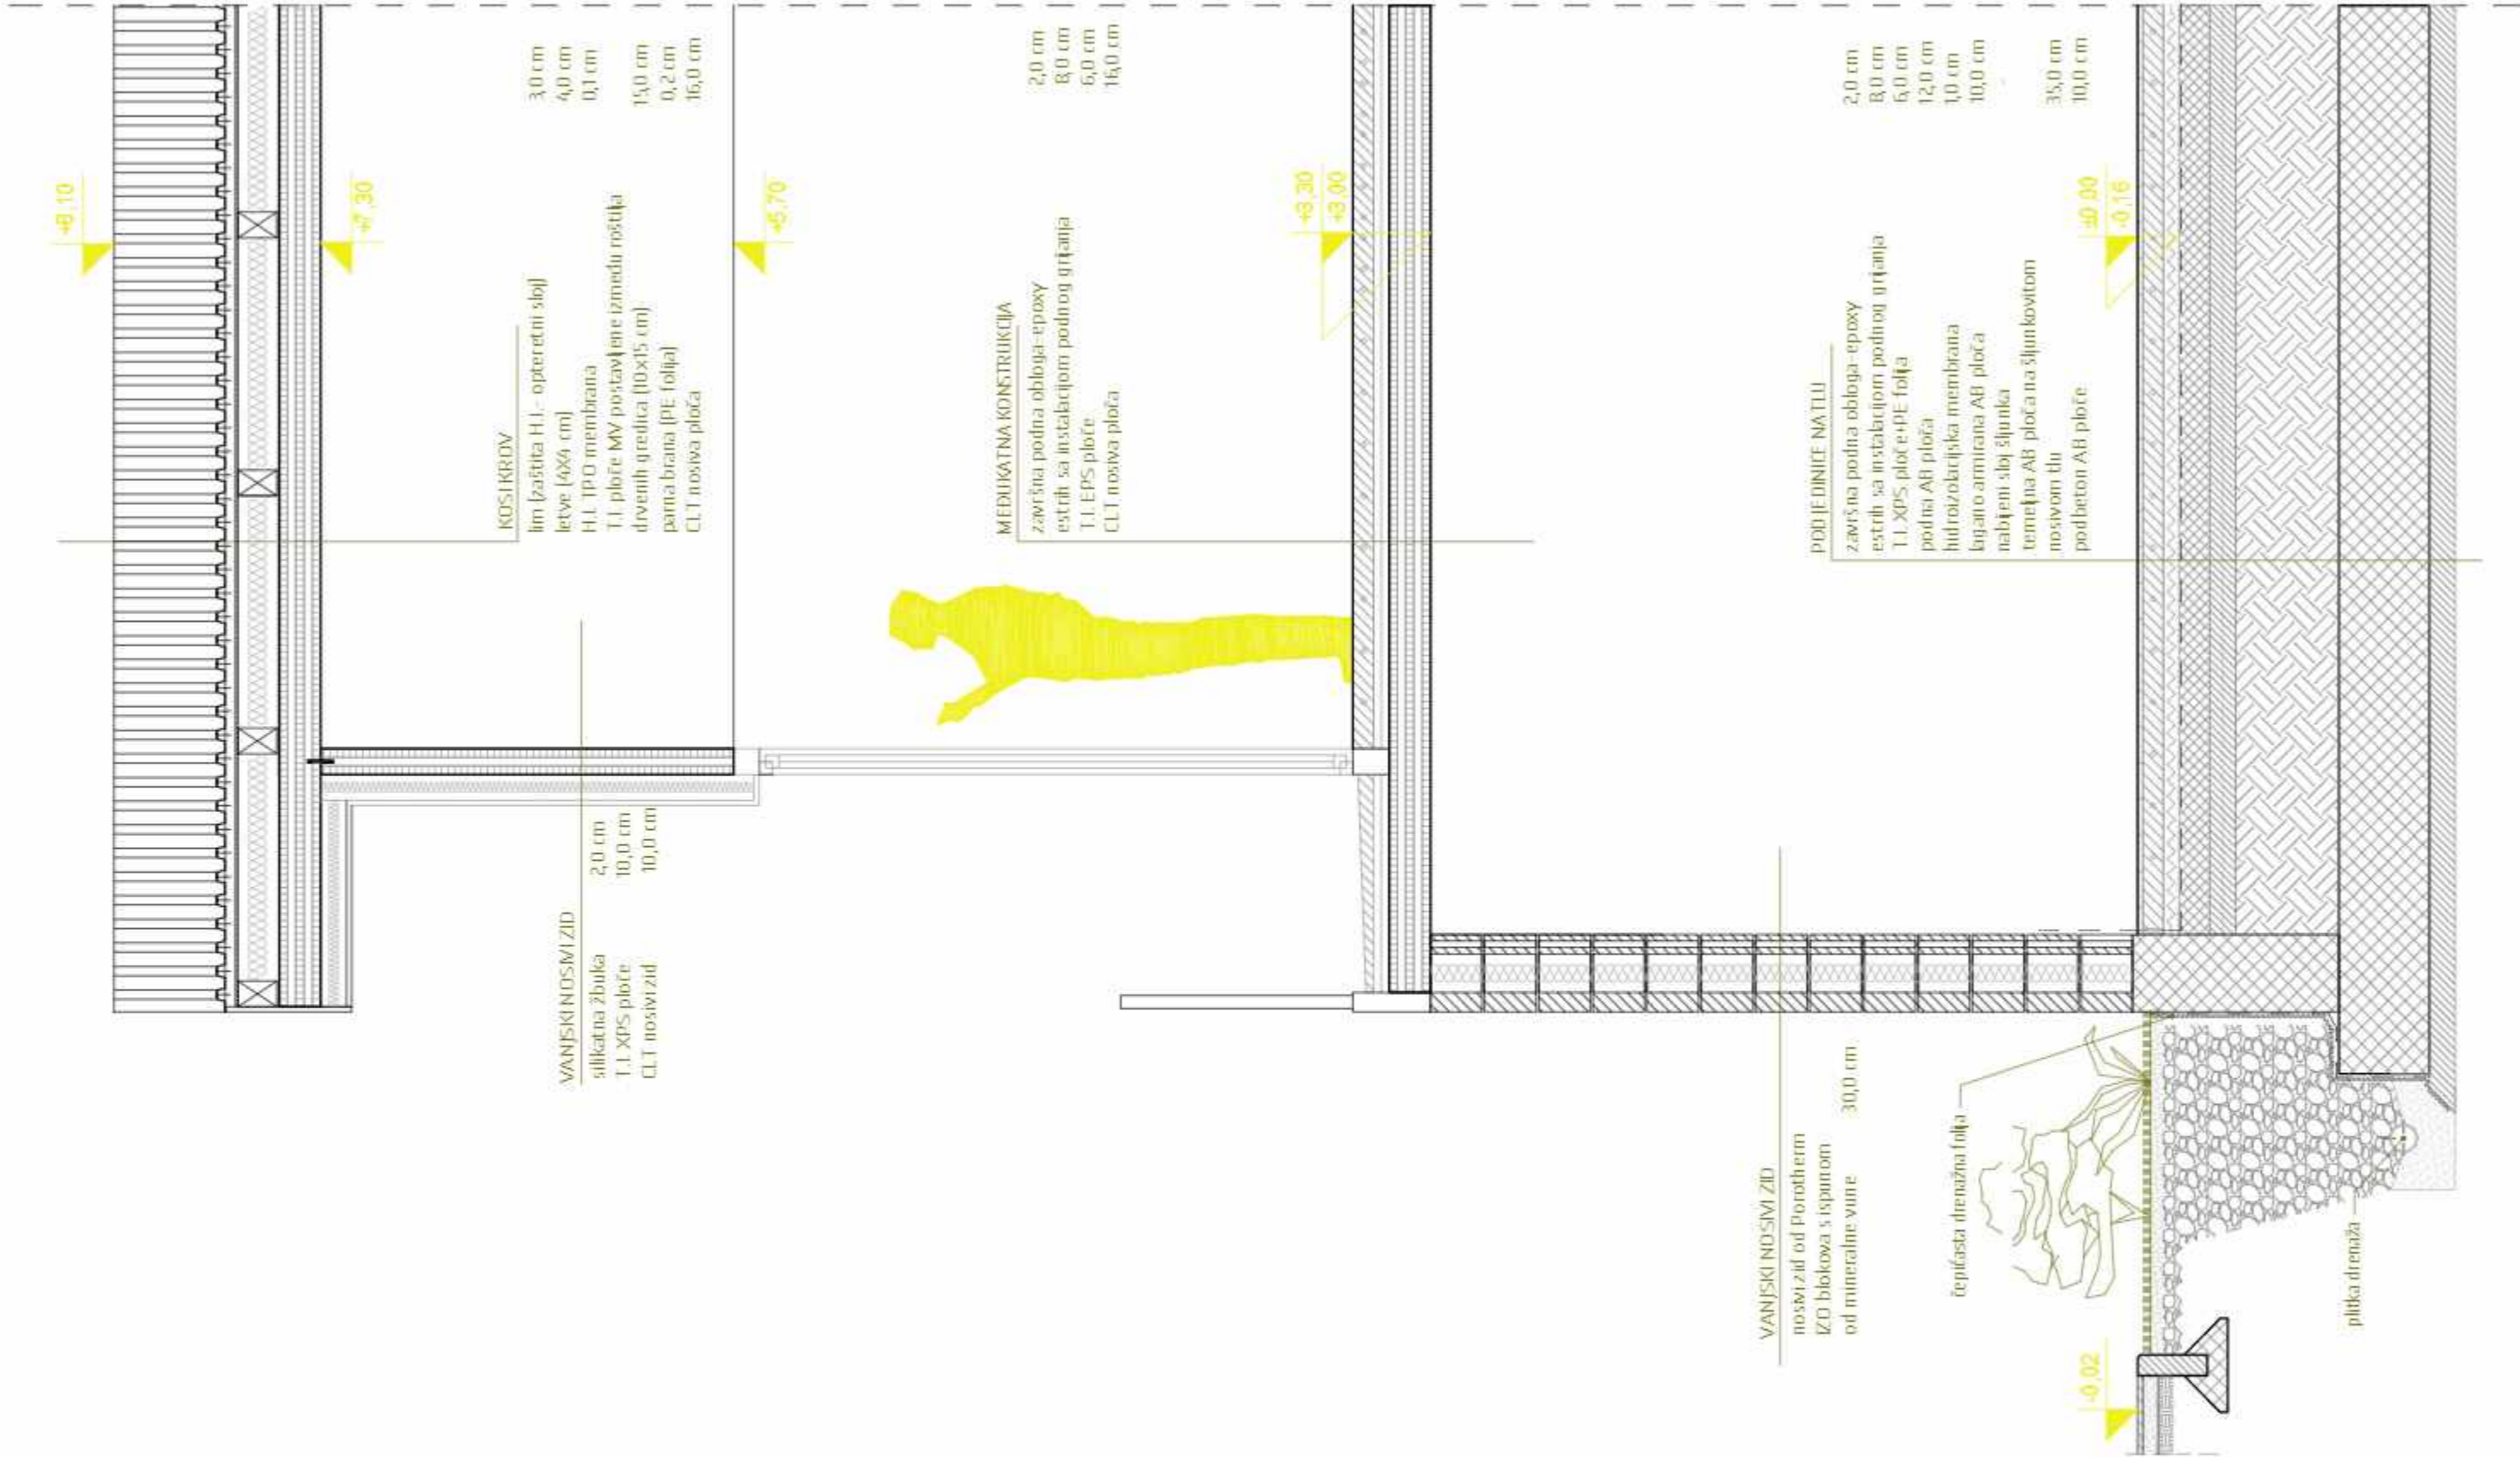 +8,10
+7,30
KOSI KROV
lim (zaštita H.I.- opteretni sloj) 3,0 cm
letve (4X4 cm) 4,0 cm
H.I. TPO membrana 0,1 cm
T.I. ploče MV postavljene između roštilja
drvenih gredica (10x15 cm) 15,0 cm
parna brana (PE folija) 0,2 cm
CLT nosiva ploča 16,0 cm
VANJSKI NOSIVI ZID
silikatna žbuka 2,0 cm
T.I. XPS ploče 10,0 cm
CLT nosivi zid 10,0 cm
+5,70
MEĐUKATNA KONSTRUKCIJA
završna podna obloga-epoxy 2,0 cm
estrih sa instalacijom podnog grijanja 8,0 cm
T.I. EPS ploče 6,0 cm
CLT nosiva ploča 16,0 cm
+3,30
+3,00
POD JEDINICE NA TLU
završna podna obloga-epoxy 2,0 cm
estrih sa instalacijom podnog grijanja 8,0 cm
T.I. XPS ploče+PE folija 6,0 cm
podna AB ploča 12,0 cm
hidroizolacijska membrana 1,0 cm
lagano armirana AB ploča 10,0 cm
nabijeni sloj šljunka -
temeljna AB ploča na šljunkovitom
nosivom tlu 35,0 cm
podbeton AB ploče 10,0 cm
VANJSKI NOSIVI ZID
nosivi zid od Porotherm
IZO blokova s ispunom
od mineralne vune 30,0 cm
čepičasta drenažna folija
±0,00
-0,16
-0,02
plitka drenaža